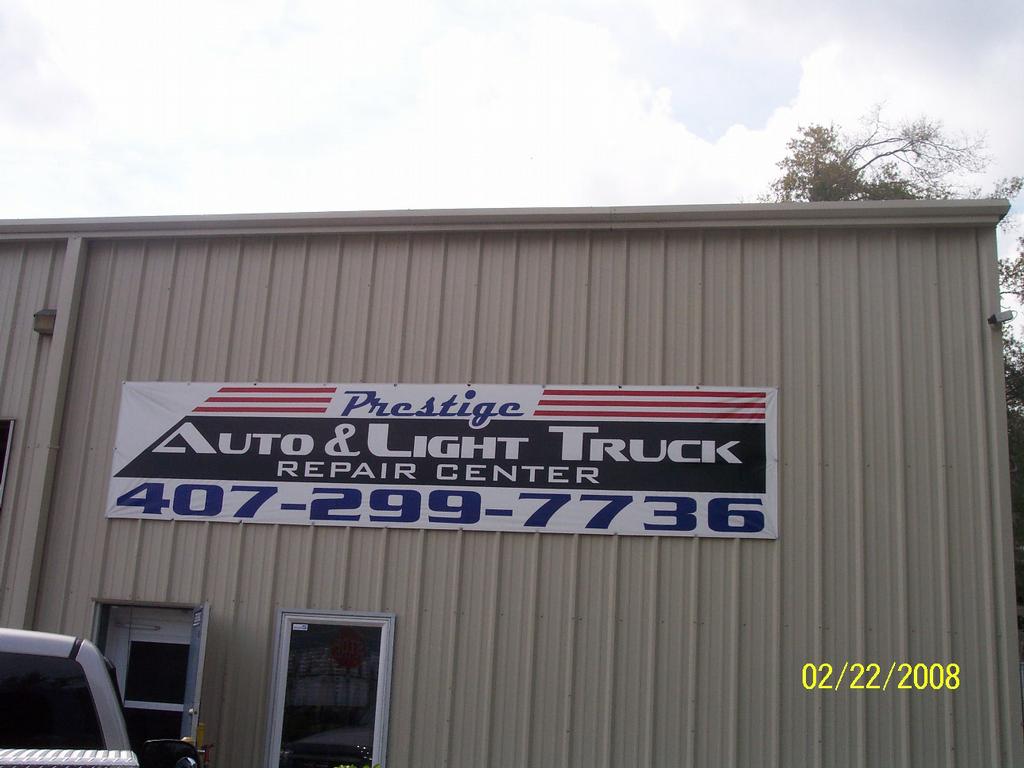 Prestige
AUTO & LIGHT TRUCK
REPAIR CENTER
407-299-7736
02/22/2008